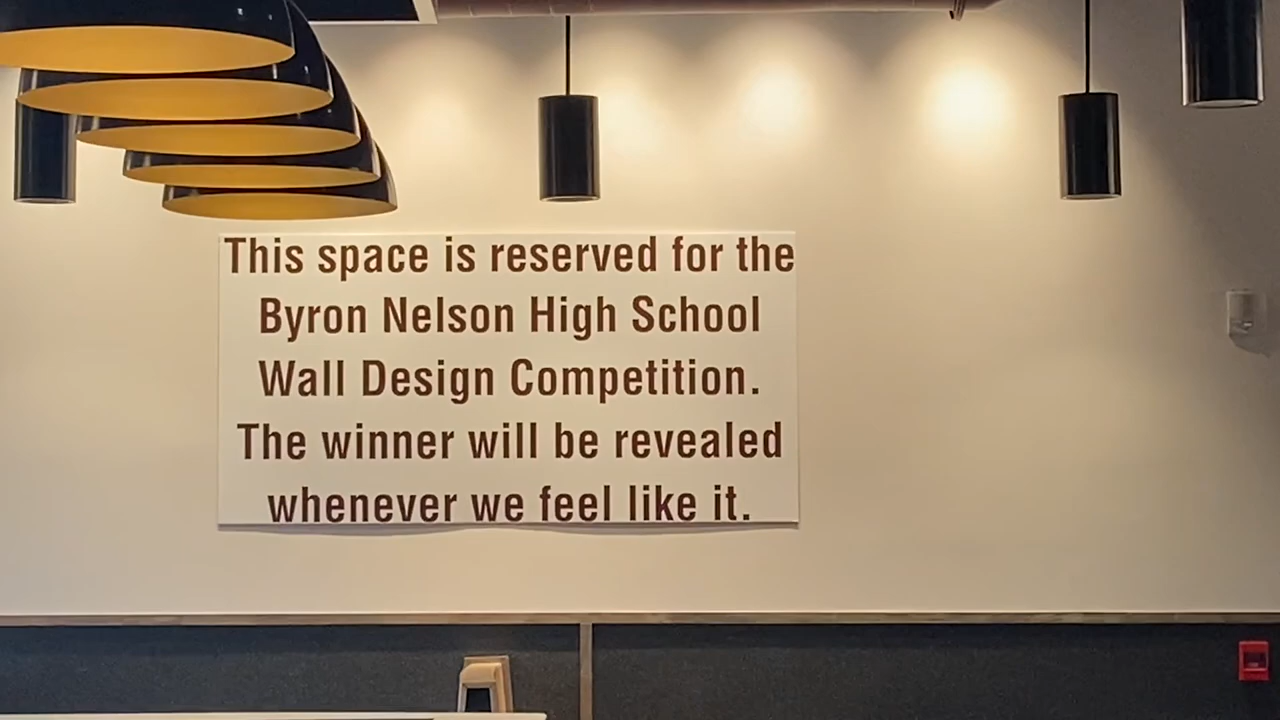 This space is reserved for the
Byron Nelson High School
Wall Design Competition.
The winner will be revealed
whenever we feel like it.